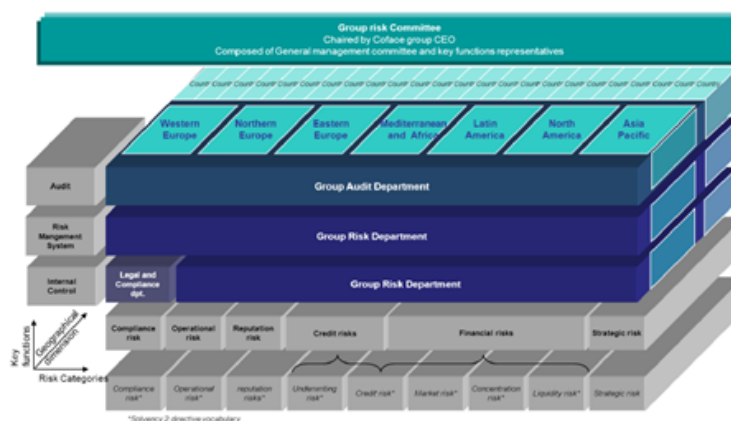 Group risk Committee
Chaired by Coface group CEO
Composed of General management committee and key functions representatives
Country
Western
Europe
Northern
Europe
Eastern
Europe
Mediterranean
and Africa
Latin
America
North
America
Asia
Pacific
Audit
Group Audit Department
Risk
Mangement
System
Group Risk Department
Internal
Control
Legal and
Compliance
dpt.
Group Risk Department
Key
functions
Geographical
dimension
Risk Categories
Compliance
risk
Operational
risk
Reputation
risk
Credit risks
Financial risks
Strategic risk
Compliance
risk*
Operational
risk*
reputation
risks*
Underwriting
risk*
Credit risk*
Market risk*
Concentration
risk*
Liquidity risk*
Strategic risk
*Solvency 2 directive vocabulary